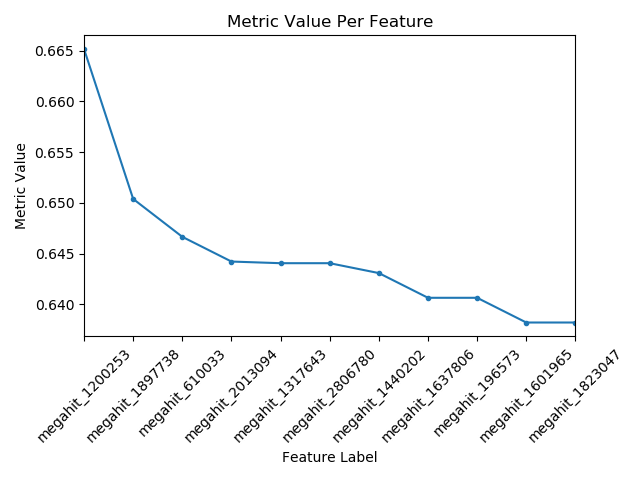 Metric Value Per Feature
0.665
0.660
0.655
0.650
0.645
0.640
Metric Value
megahit_1200253
megahit_1897738
megahit_610033
megahit_2013094
megahit_1317643
megahit_2806780
megahit_1440202
megahit_1637806
megahit_196573
megahit_1601965
megahit_1823047
Feature Label